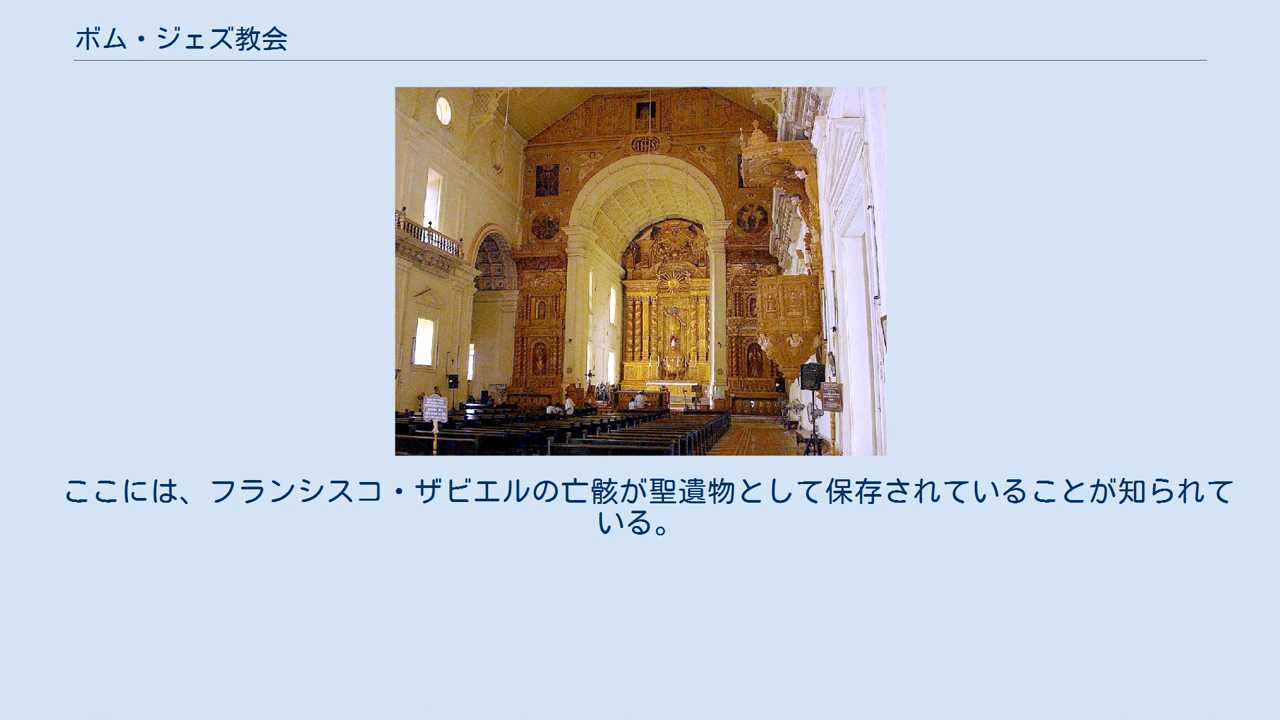 ボム・ジェズ教会
ここには、フランシスコ・ザビエルの亡骸が聖遺物として保存されていることが知られて
いる。